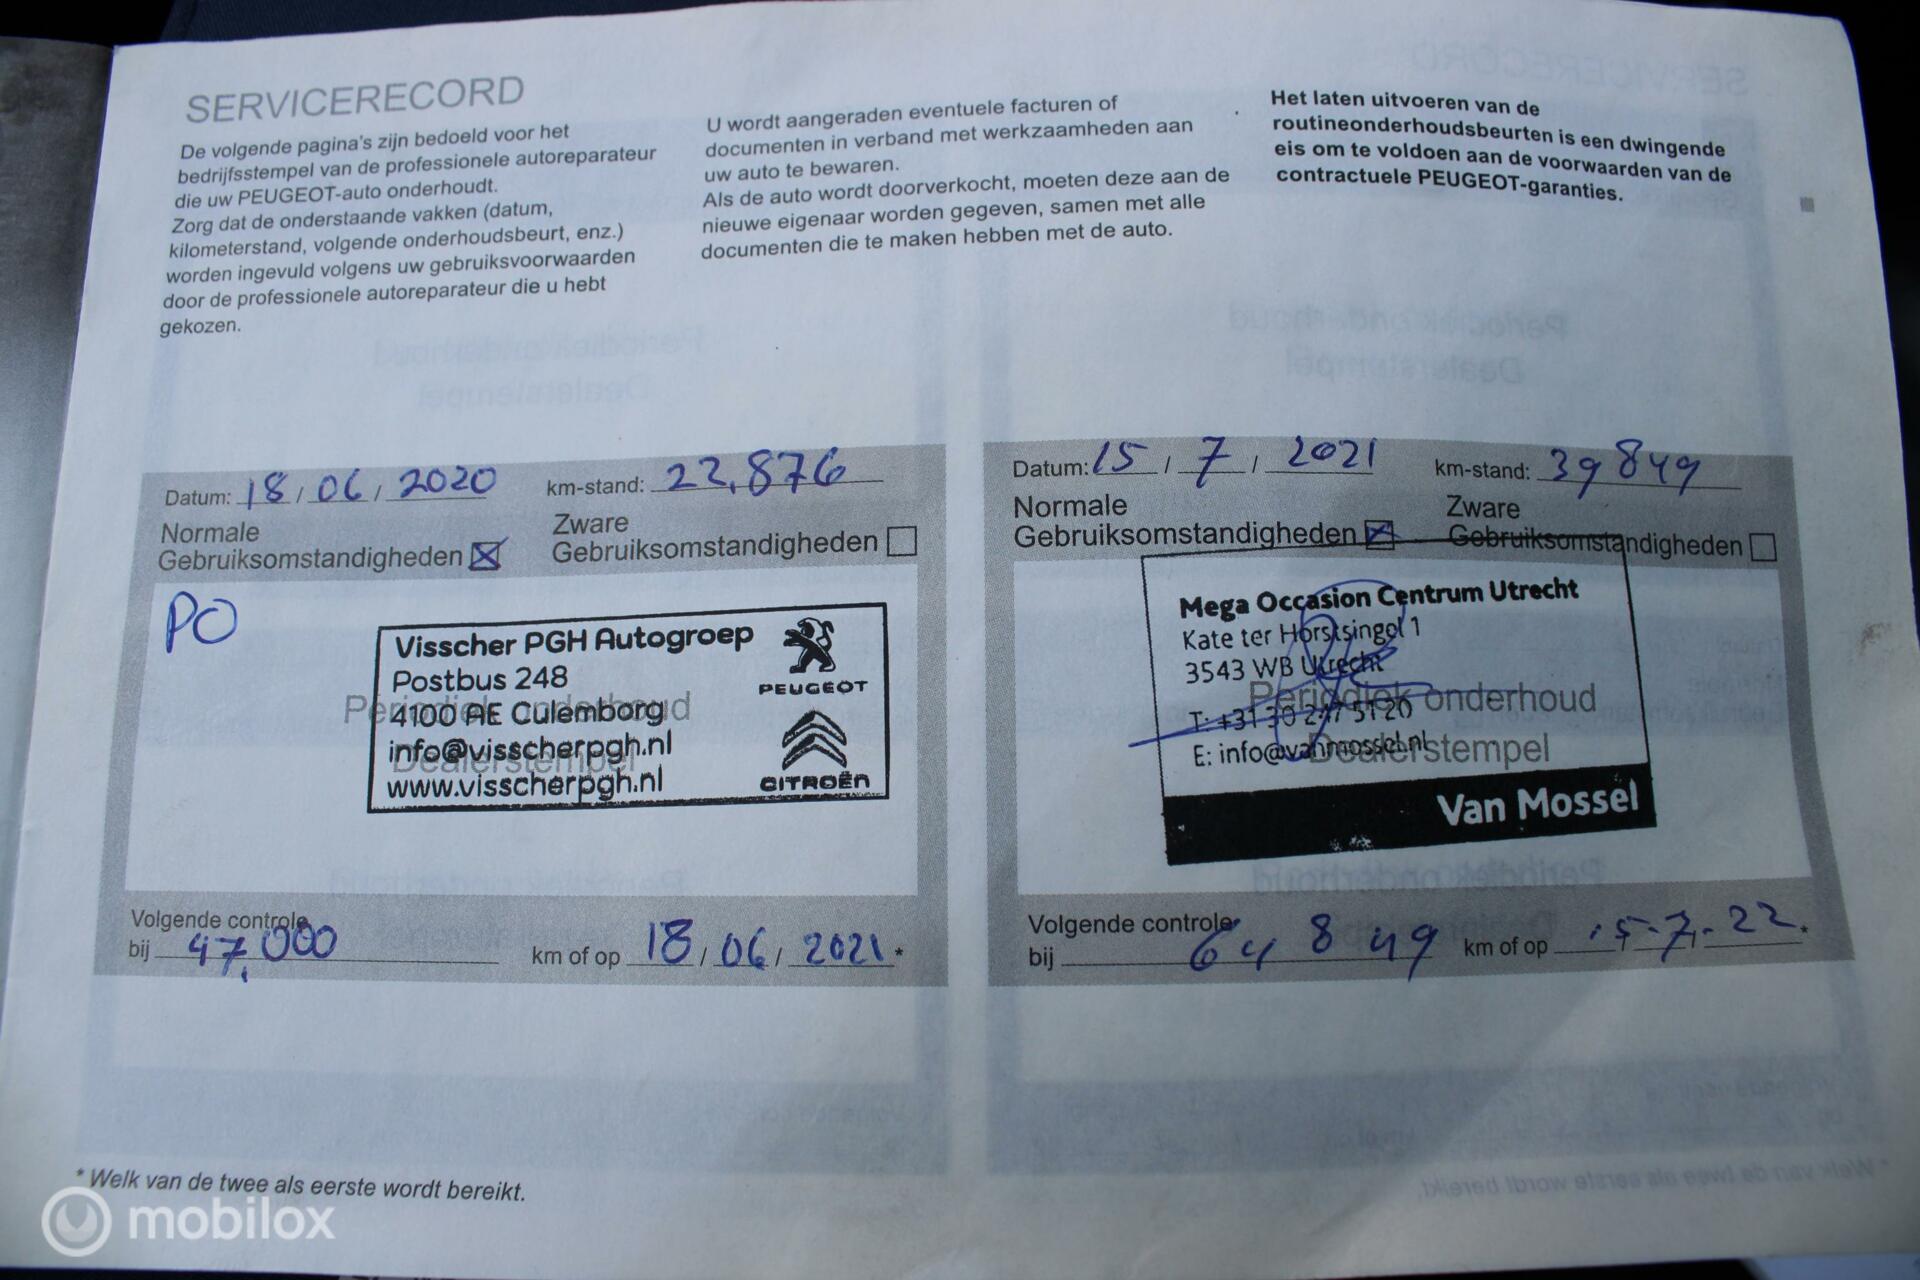 SERVICERECORD
De volgende pagina's zijn bedoeld voor het
bedrijfsstempel van de professionele autoreparateur
die uw PEUGEOT-auto onderhoudt.
Zorg dat de onderstaande vakken (datum,
kilometerstand, volgende onderhoudsbeurt, enz.)
worden ingevuld volgens uw gebruiksvoorwaarden
door de professionele autoreparateur die u hebt
gekozen.
U wordt aangeraden eventuele facturen of
documenten in verband met werkzaamheden aan
uw auto te bewaren.
Als de auto wordt doorverkocht, moeten deze aan de
nieuwe eigenaar worden gegeven, samen met alle
documenten die te maken hebben met de auto.
Het laten uitvoeren van de
routineonderhoudsbeurten is een dwingende
eis om te voldoen aan de voorwaarden van de
contractuele PEUGEOT-garanties.
Datum: 18 / 06 / 2020 km-stand: 22.876
Normale
Gebruiksomstandigheden
Zware
Gebruiksomstandigheden
PO
Periodiek onderhoud
Dealerstempel
Visscher PGH Autogroep
Postbus 248
4100 AE Culemborg
info@visscherpgh.nl
www.visscherpgh.nl
PEUGEOT
CITROËN
Volgende controle
bij 47.000 km of op 18 / 06 / 2021 *
Datum: 15 / 7 / 2021 km-stand: 39849
Normale
Gebruiksomstandigheden
Zware
Gebruiksomstandigheden
Mega Occasion Centrum Utrecht
Kate ter Horstsingel 1
3543 WB Utrecht
T: +31 30 247 51 20
E: info@vanmossel.nl
Van Mossel
Periodiek onderhoud
Dealerstempel
Volgende controle
bij 64 849 km of op 15-7-22 *
* Welk van de twee als eerste wordt bereikt.
mobilox